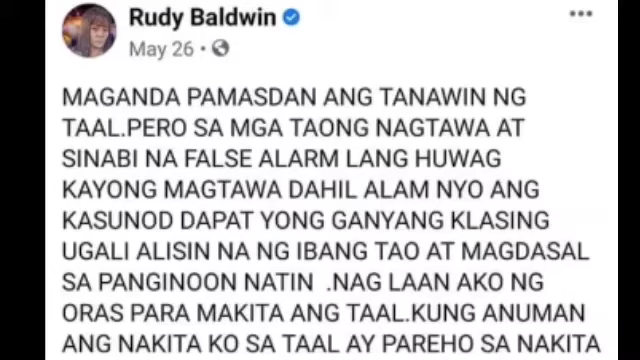 Rudy Baldwin
May 26 •
MAGANDA PAMASDAN ANG TANAWIN NG
TAAL.PERO SA MGA TAONG NAGTAWA AT
SINABI NA FALSE ALARM LANG HUWAG
KAYONG MAGTAWA DAHIL ALAM NYO ANG
KASUNOD DAPAT YONG GANYANG KLASING
UGALI ALISIN NA NG IBANG TAO AT MAGDASAL
SA PANGINOON NATIN .NAG LAAN AKO NG
ORAS PARA MAKITA ANG TAAL.KUNG ANUMAN
ANG NAKITA KO SA TAAL AY PAREHO SA NAKITA